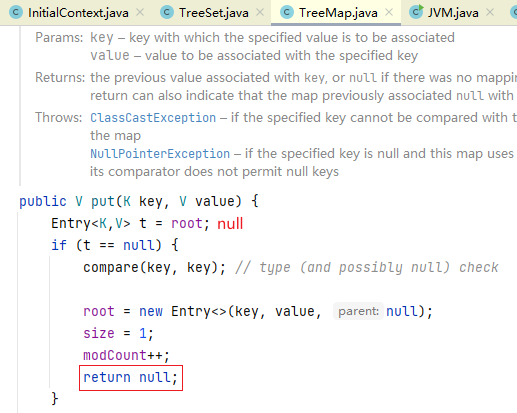 InitialContext.java × TreeSet.java × TreeMap.java × JVM.java ×
Params: key – key with which the specified value is to be associated
value – value to be associated with the specified key
Returns: the previous value associated with key, or null if there was no mappin
return can also indicate that the map previously associated null with
Throws: ClassCastException – if the specified key cannot be compared with t
the map
NullPointerException – if the specified key is null and this map uses
its comparator does not permit null keys
public V put(K key, V value) {
Entry<K,V> t = root; null
if (t == null) {
compare(key, key); // type (and possibly null) check
root = new Entry<>(key, value, parent: null);
size = 1;
modCount++;
return null;
}